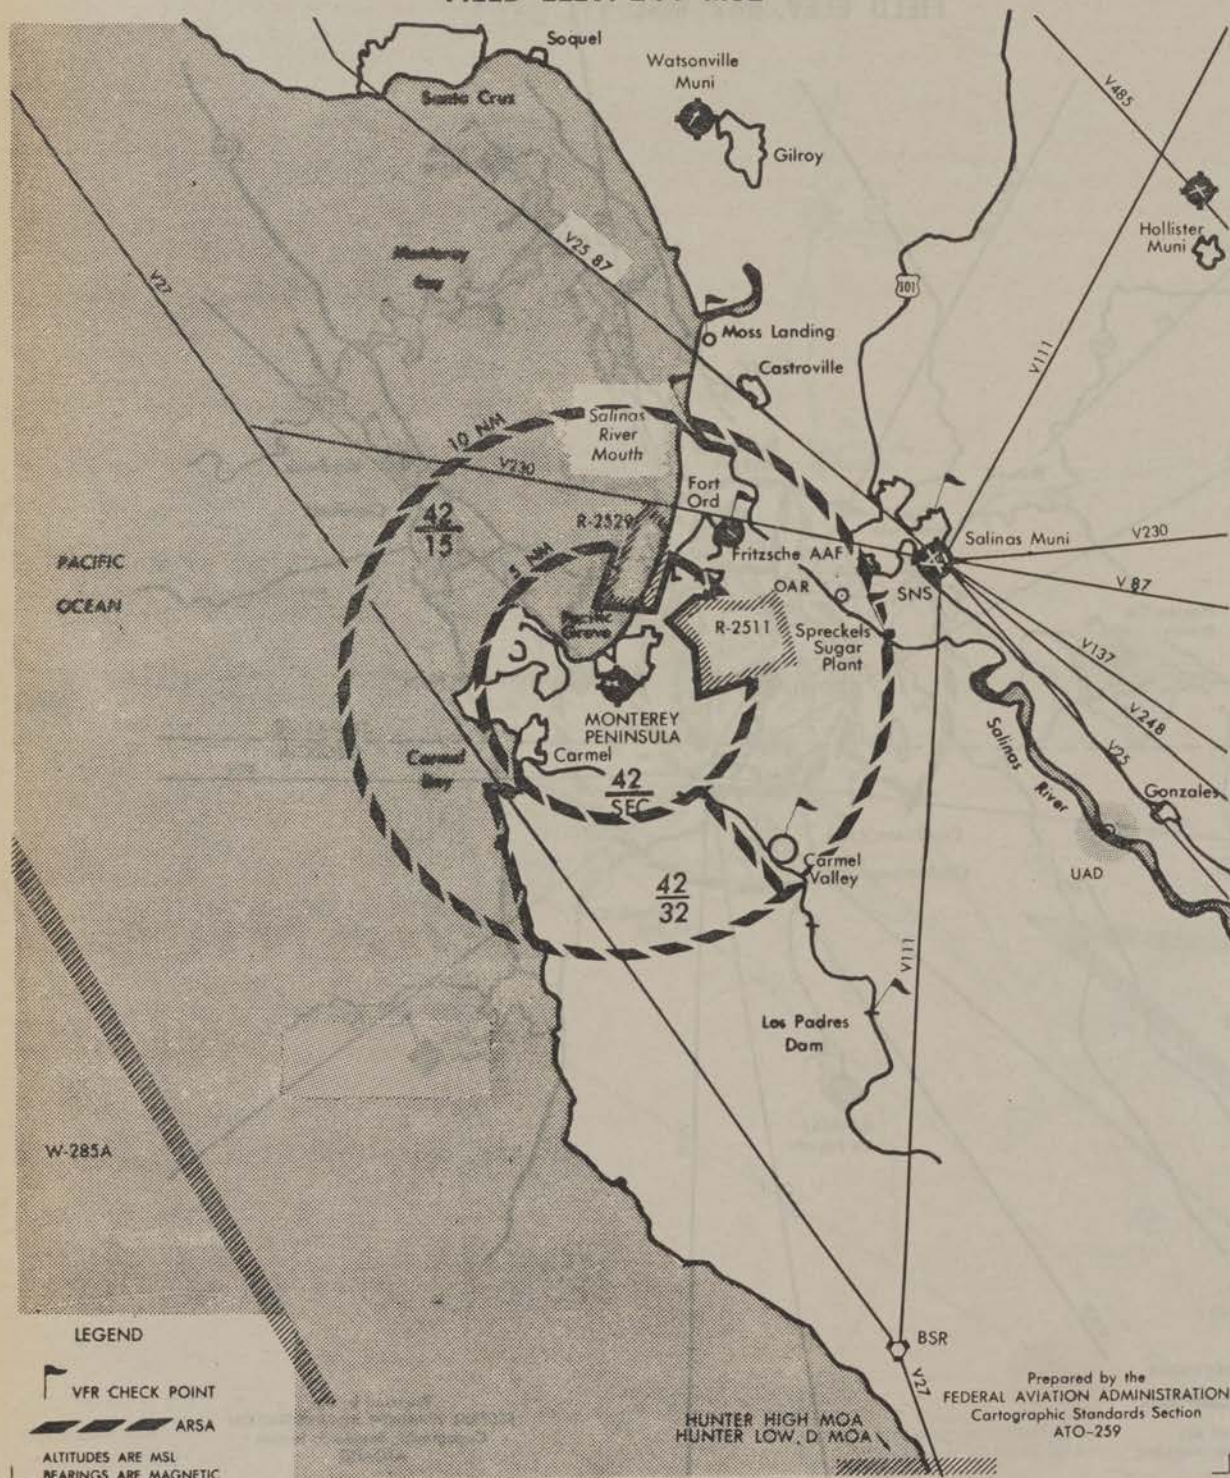 Soquel
Santa Cruz
Watsonville
Muni
Gilroy
V485
Hollister
Muni
Monterey
Bay
V25 87
V27
101
Moss Landing
V111
Castroville
10 NM
Salinas
River
Mouth
V230
Fort
Ord
42
15
R-2529
5 NM
Fritzsche AAF
Salinas Muni
V230
PACIFIC
OCEAN
OAR
SNS
V 87
Pacific
Grove
R-2511
Spreckels
Sugar
Plant
V137
MONTEREY
PENINSULA
V248
Carmel
Bay
Carmel
Salinas
River
V25
42
SFC
Gonzales
Carmel
Valley
UAD
42
32
V111
Los Padres
Dam
W-285A
LEGEND
VFR CHECK POINT
ARSA
ALTITUDES ARE MSL
BEARINGS ARE MAGNETIC
BSR
V27
Prepared by the
FEDERAL AVIATION ADMINISTRATION
Cartographic Standards Section
ATO-259
HUNTER HIGH MOA
HUNTER LOW, D MOA